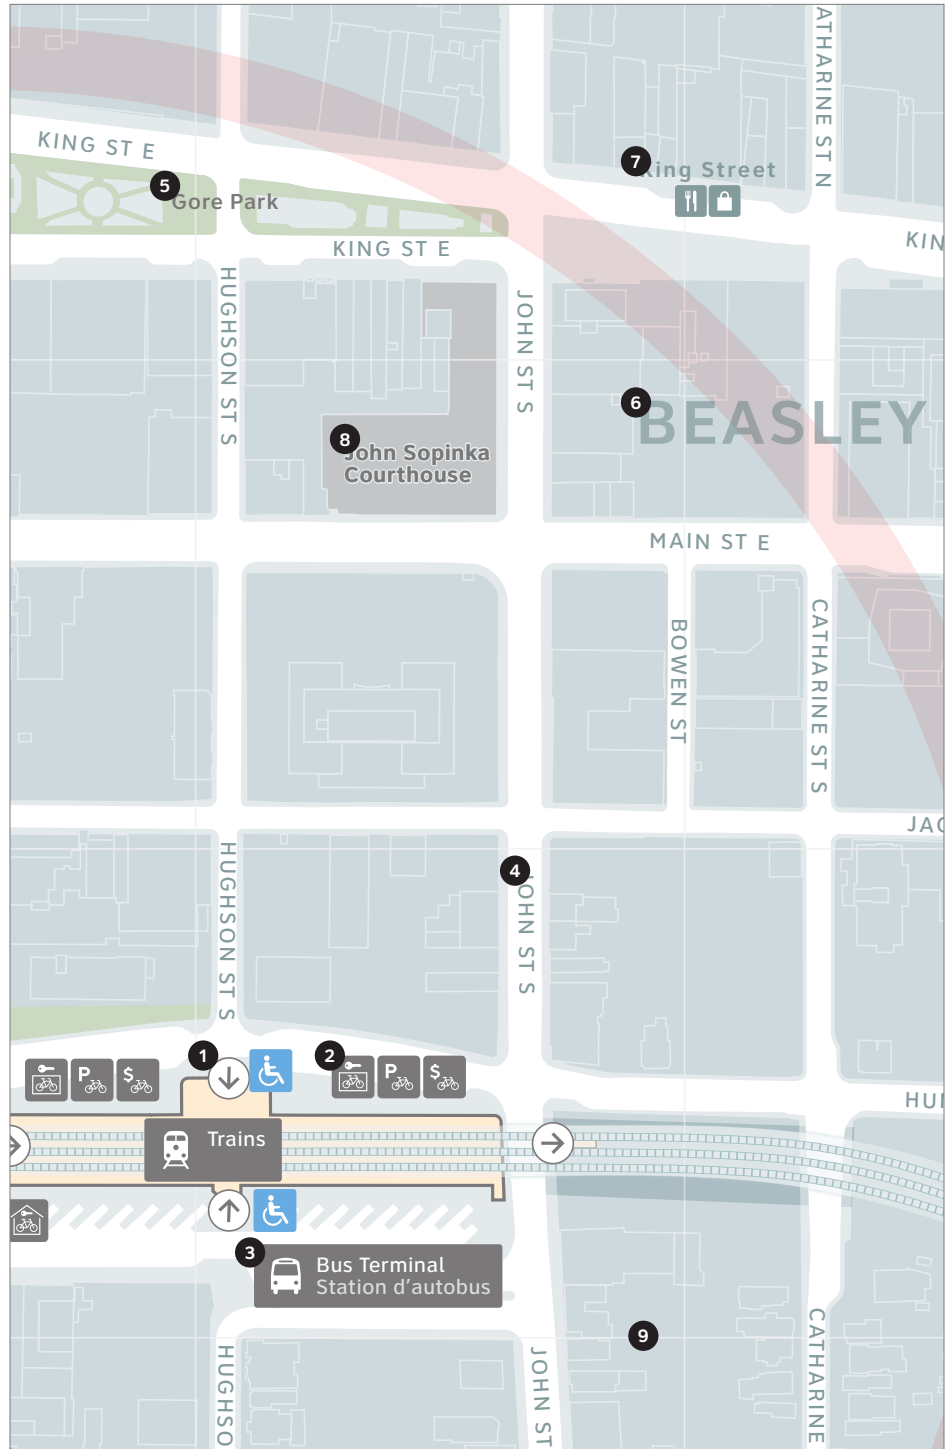 ATHARINE ST N
KING ST E
7
King Street
5
Gore Park
KING ST E
KIN
HUGHSON ST S
JOHN ST S
6
BEASLEY
8
John Sopinka
Courthouse
MAIN ST E
BOWEN ST
CATHARINE ST S
JAC
HUGHSON ST S
4
JOHN ST S
1
2
P
$
P
$
HUN
Trains
3
Bus Terminal
Station d'autobus
9
HUGHSO
JOHN ST
CATHARINE